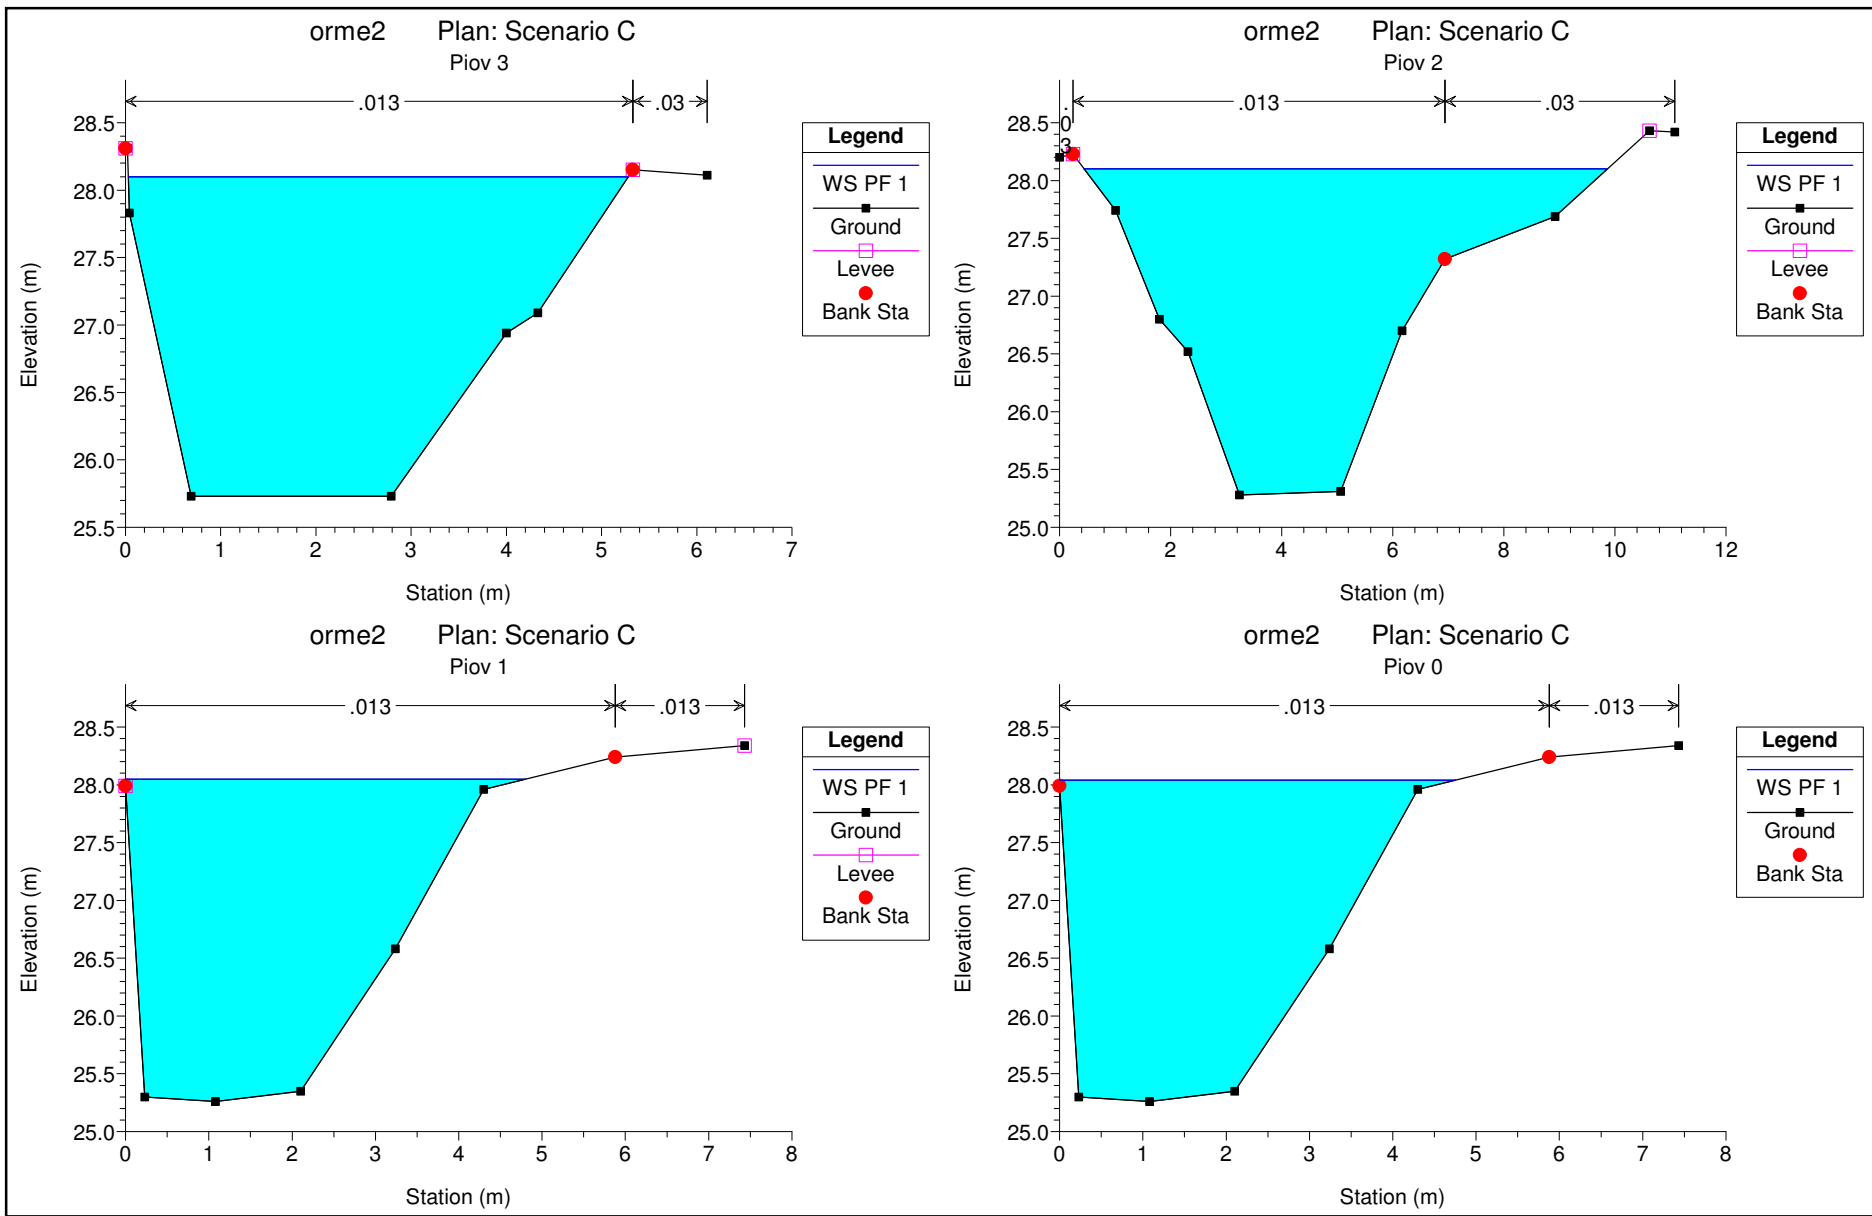 orme2 Plan: Scenario C
Piov 3
.013 .03
28.5
28.0
27.5
27.0
26.5
26.0
25.5
0 1 2 3 4 5 6 7
Station (m)
Elevation (m)
Legend
WS PF 1
Ground
Levee
Bank Sta
orme2 Plan: Scenario C
Piov 2
.03 .013 .03
28.5
28.0
27.5
27.0
26.5
26.0
25.5
25.0
0 2 4 6 8 10 12
Station (m)
Elevation (m)
Legend
WS PF 1
Ground
Levee
Bank Sta
orme2 Plan: Scenario C
Piov 1
.013 .013
28.5
28.0
27.5
27.0
26.5
26.0
25.5
25.0
0 1 2 3 4 5 6 7 8
Station (m)
Elevation (m)
Legend
WS PF 1
Ground
Levee
Bank Sta
orme2 Plan: Scenario C
Piov 0
.013 .013
28.5
28.0
27.5
27.0
26.5
26.0
25.5
25.0
0 1 2 3 4 5 6 7 8
Station (m)
Elevation (m)
Legend
WS PF 1
Ground
Bank Sta